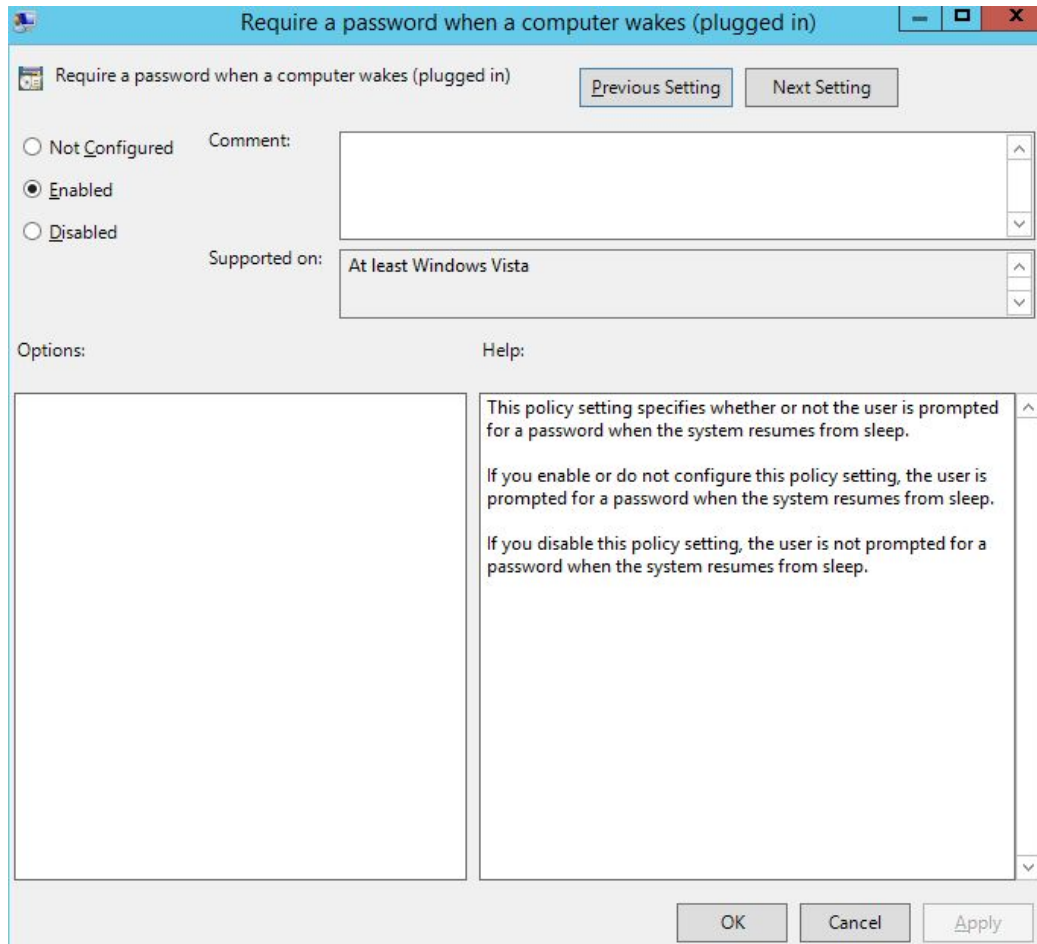 Require a password when a computer wakes (plugged in)
Require a password when a computer wakes (plugged in)
Previous Setting
Next Setting
Not Configured
Comment:
Enabled
Disabled
Supported on:
At least Windows Vista
Options:
Help:
This policy setting specifies whether or not the user is prompted
for a password when the system resumes from sleep.
If you enable or do not configure this policy setting, the user is
prompted for a password when the system resumes from sleep.
If you disable this policy setting, the user is not prompted for a
password when the system resumes from sleep.
OK
Cancel
Apply